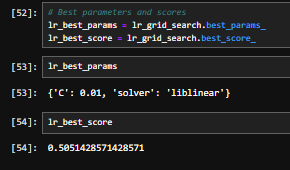 [52]: # Best parameters and scores
lr_best_params = lr_grid_search.best_params_
lr_best_score = lr_grid_search.best_score_
[53]: lr_best_params
[53]: {'C': 0.01, 'solver': 'liblinear'}
[54]: lr_best_score
[54]: 0.5051428571428571